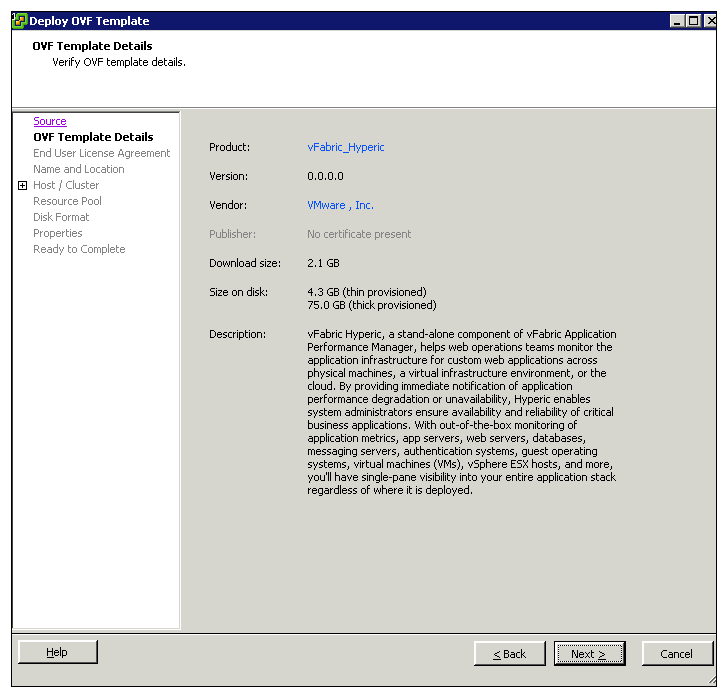 Deploy OVF Template
OVF Template Details
Verify OVF template details.
Source
OVF Template Details
End User License Agreement
Name and Location
Host / Cluster
Resource Pool
Disk Format
Properties
Ready to Complete
Product: vFabric_Hyperic
Version: 0.0.0.0
Vendor: VMware , Inc.
Publisher: No certificate present
Download size: 2.1 GB
Size on disk: 4.3 GB (thin provisioned)
75.0 GB (thick provisioned)
Description: vFabric Hyperic, a stand-alone component of vFabric Application
Performance Manager, helps web operations teams monitor the
application infrastructure for custom web applications across
physical machines, a virtual infrastructure environment, or the
cloud. By providing immediate notification of application
performance degradation or unavailability, Hyperic enables
system administrators ensure availability and reliability of critical
business applications. With out-of-the-box monitoring of
application metrics, app servers, web servers, databases,
messaging servers, authentication systems, guest operating
systems, virtual machines (VMs), vSphere ESX hosts, and more,
you'll have single-pane visibility into your entire application stack
regardless of where it is deployed.
Help
< Back
Next >
Cancel